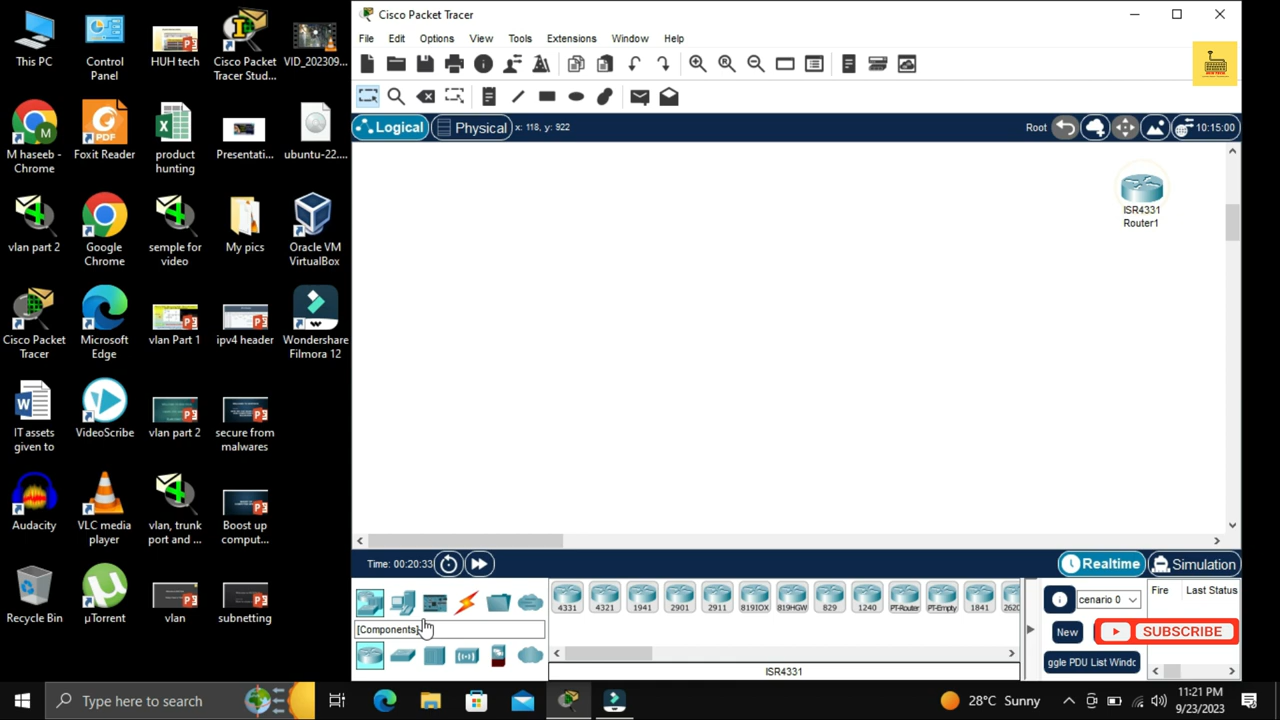 This PC
Control
Panel
HUH tech
Cisco Packet
Tracer Stud...
VID_202309...
M haseeb -
Chrome
Foxit Reader
PDF
product
hunting
Presentati...
ubuntu-22....
vlan part 2
Google
Chrome
semple for
video
My pics
Oracle VM
VirtualBox
Cisco Packet
Tracer
Microsoft
Edge
vlan Part 1
ipv4 header
Wondershare
Filmora 12
IT assets
given to
VideoScribe
vlan part 2
secure from
malwares
Audacity
VLC media
player
vlan, trunk
port and ...
Boost up
comput...
Recycle Bin
µTorrent
vlan
subnetting
Cisco Packet Tracer
File Edit Options View Tools Extensions Window Help
Logical Physical x: 118, y: 922
Root 10:15:00
ISR4331
Router1
Time: 00:20:33
Realtime Simulation
[Components]
4331 4321 1941 2901 2911 819IOX 819HGW 829 1240 PT-Router PT-Empty 1841 2620
ISR4331
cenario 0
New
ggle PDU List Windc
Fire Last Status
SUBSCRIBE
Type here to search
28°C Sunny
11:21 PM
9/23/2023